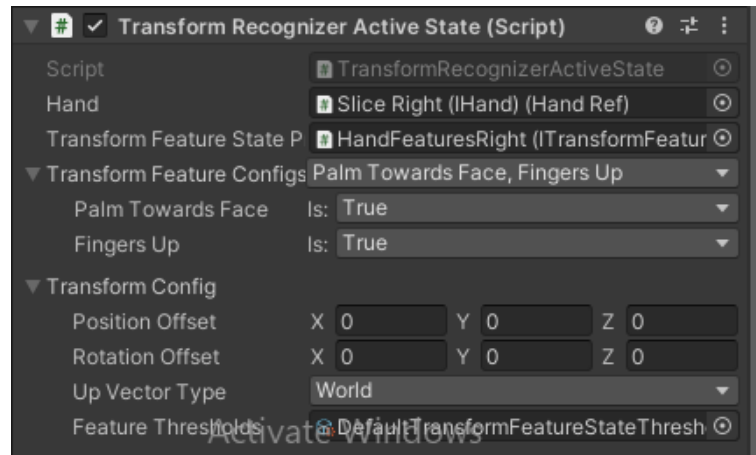 Transform Recognizer Active State (Script)
Script TransformRecognizerActiveState
Hand Slice Right (IHand) (Hand Ref)
Transform Feature State P HandFeaturesRight (ITransformFeatur
Transform Feature Configs Palm Towards Face, Fingers Up
Palm Towards Face Is: True
Fingers Up Is: True
Transform Config
Position Offset X 0 Y 0 Z 0
Rotation Offset X 0 Y 0 Z 0
Up Vector Type World
Feature Thresholds DefaultTransformFeatureStateThresh
Activate Windows